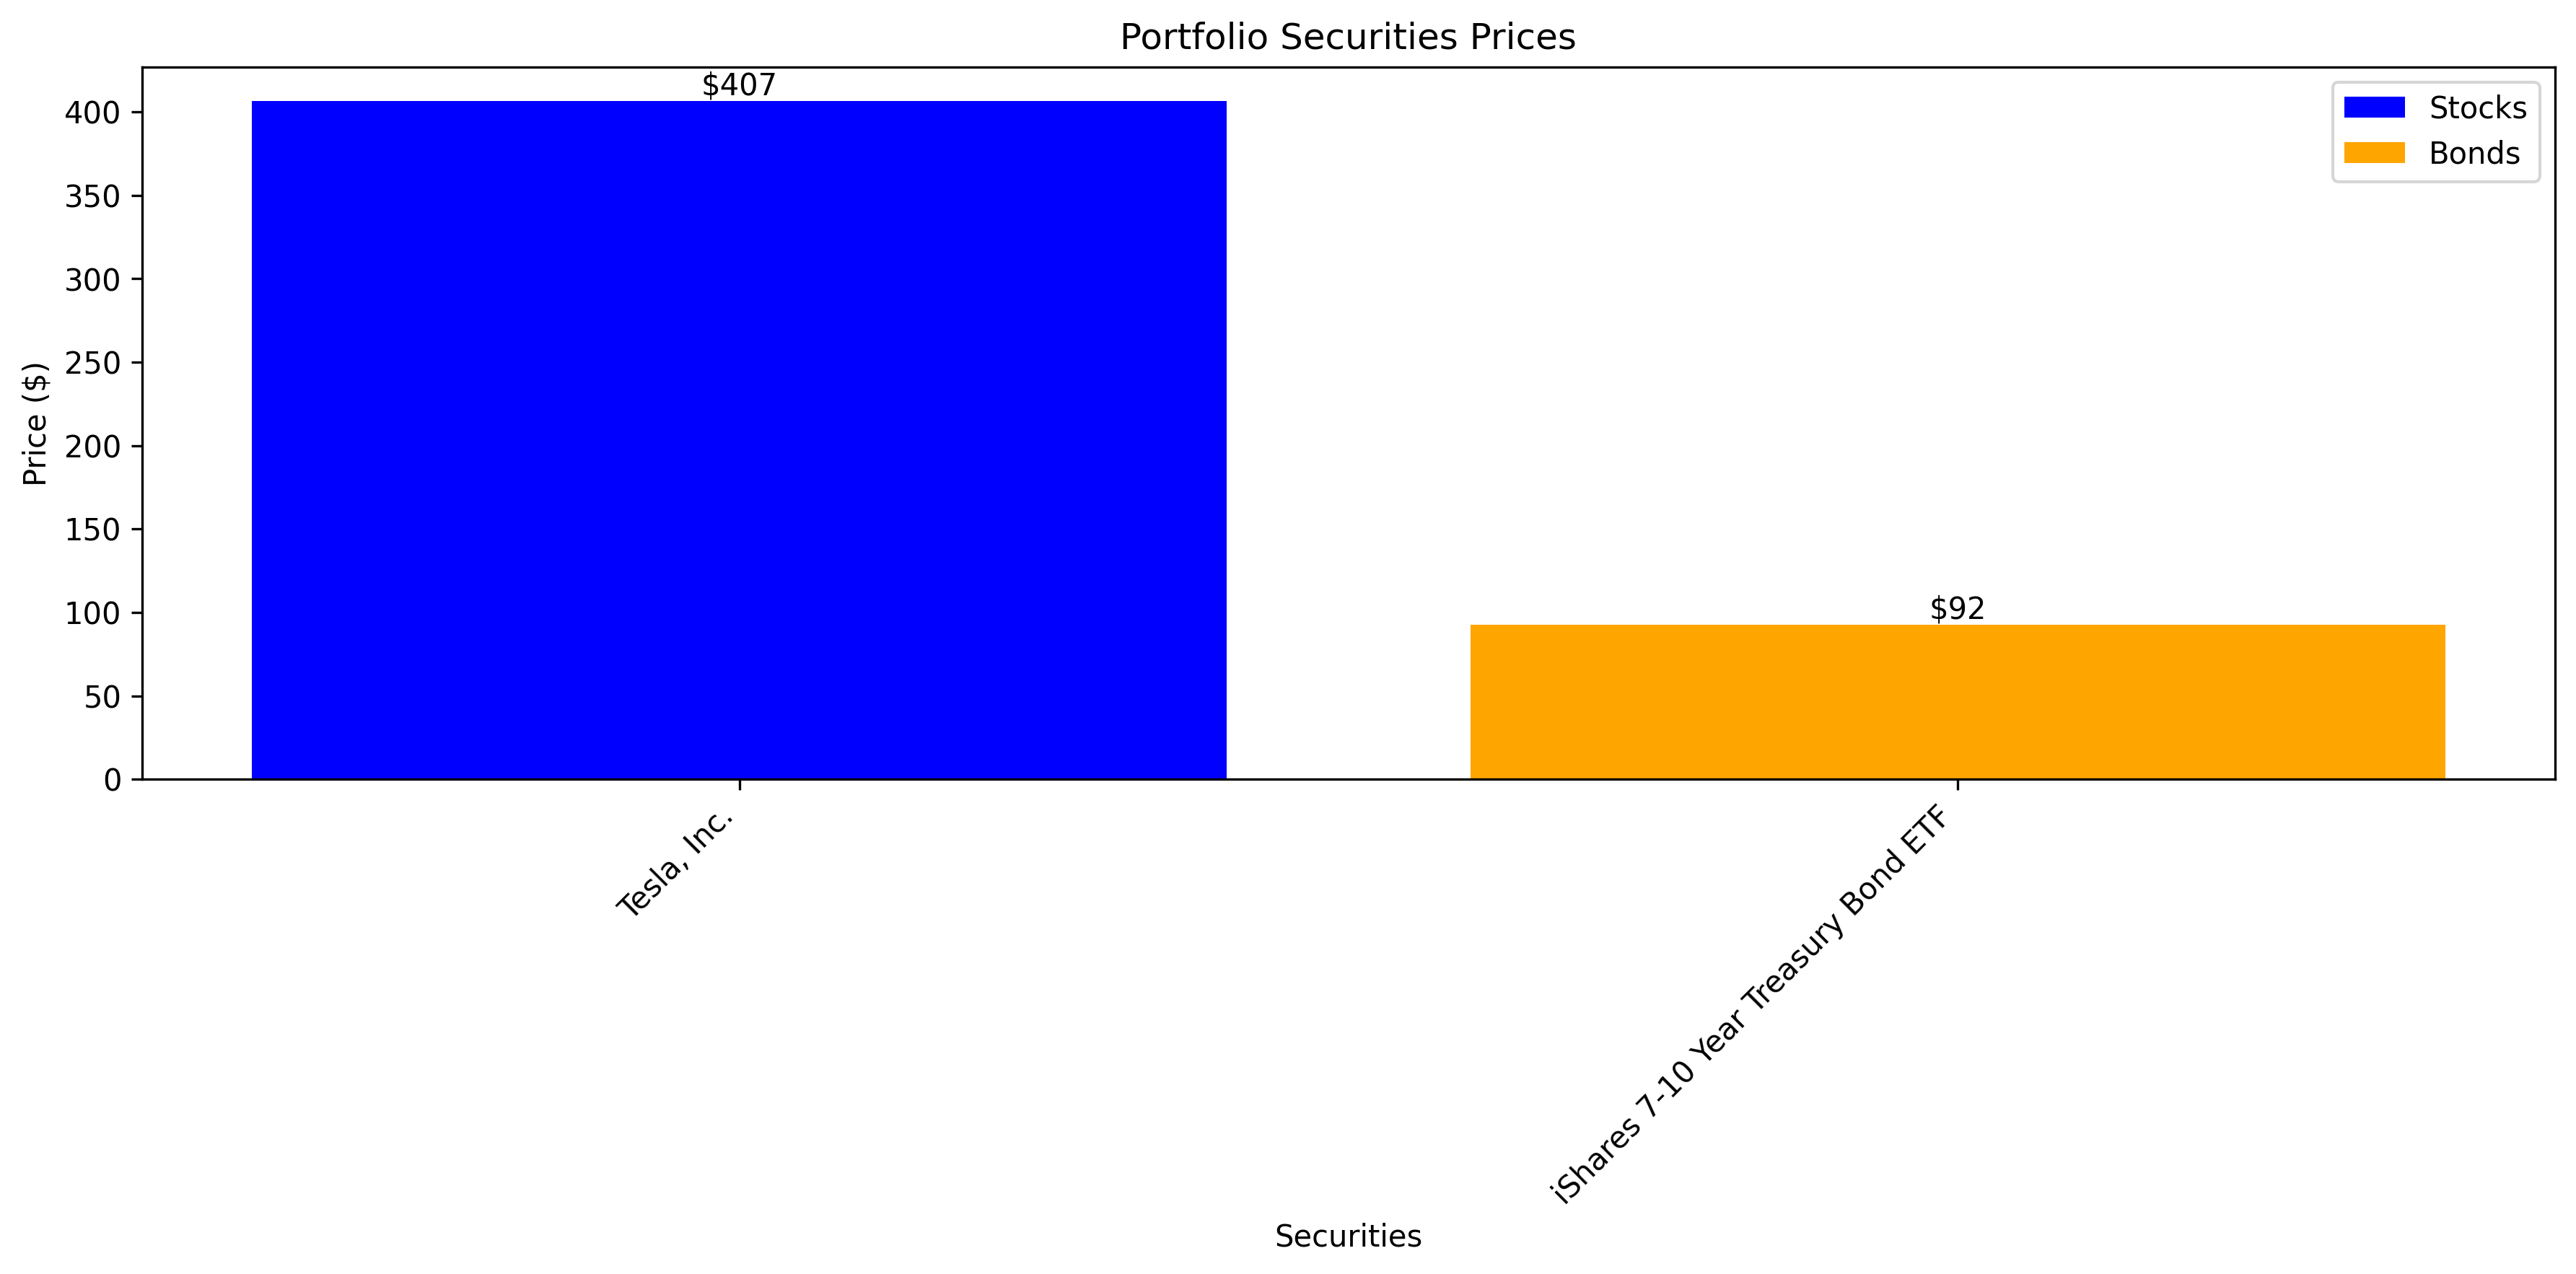 Portfolio Securities Prices
$407
Stocks
Bonds
400
350
300
250
200
150
100
50
0
Price ($)
$92
Tesla, Inc.
iShares 7-10 Year Treasury Bond ETF
Securities